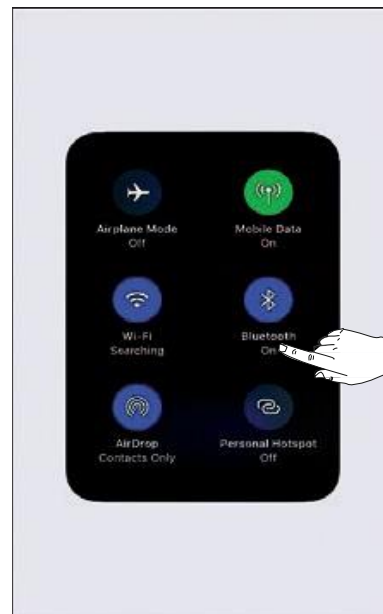 Airplane Mode
Off
Mobile Data
On
Wi-Fi
Searching
Bluetooth
On
AirDrop
Contacts Only
Personal Hotspot
Off